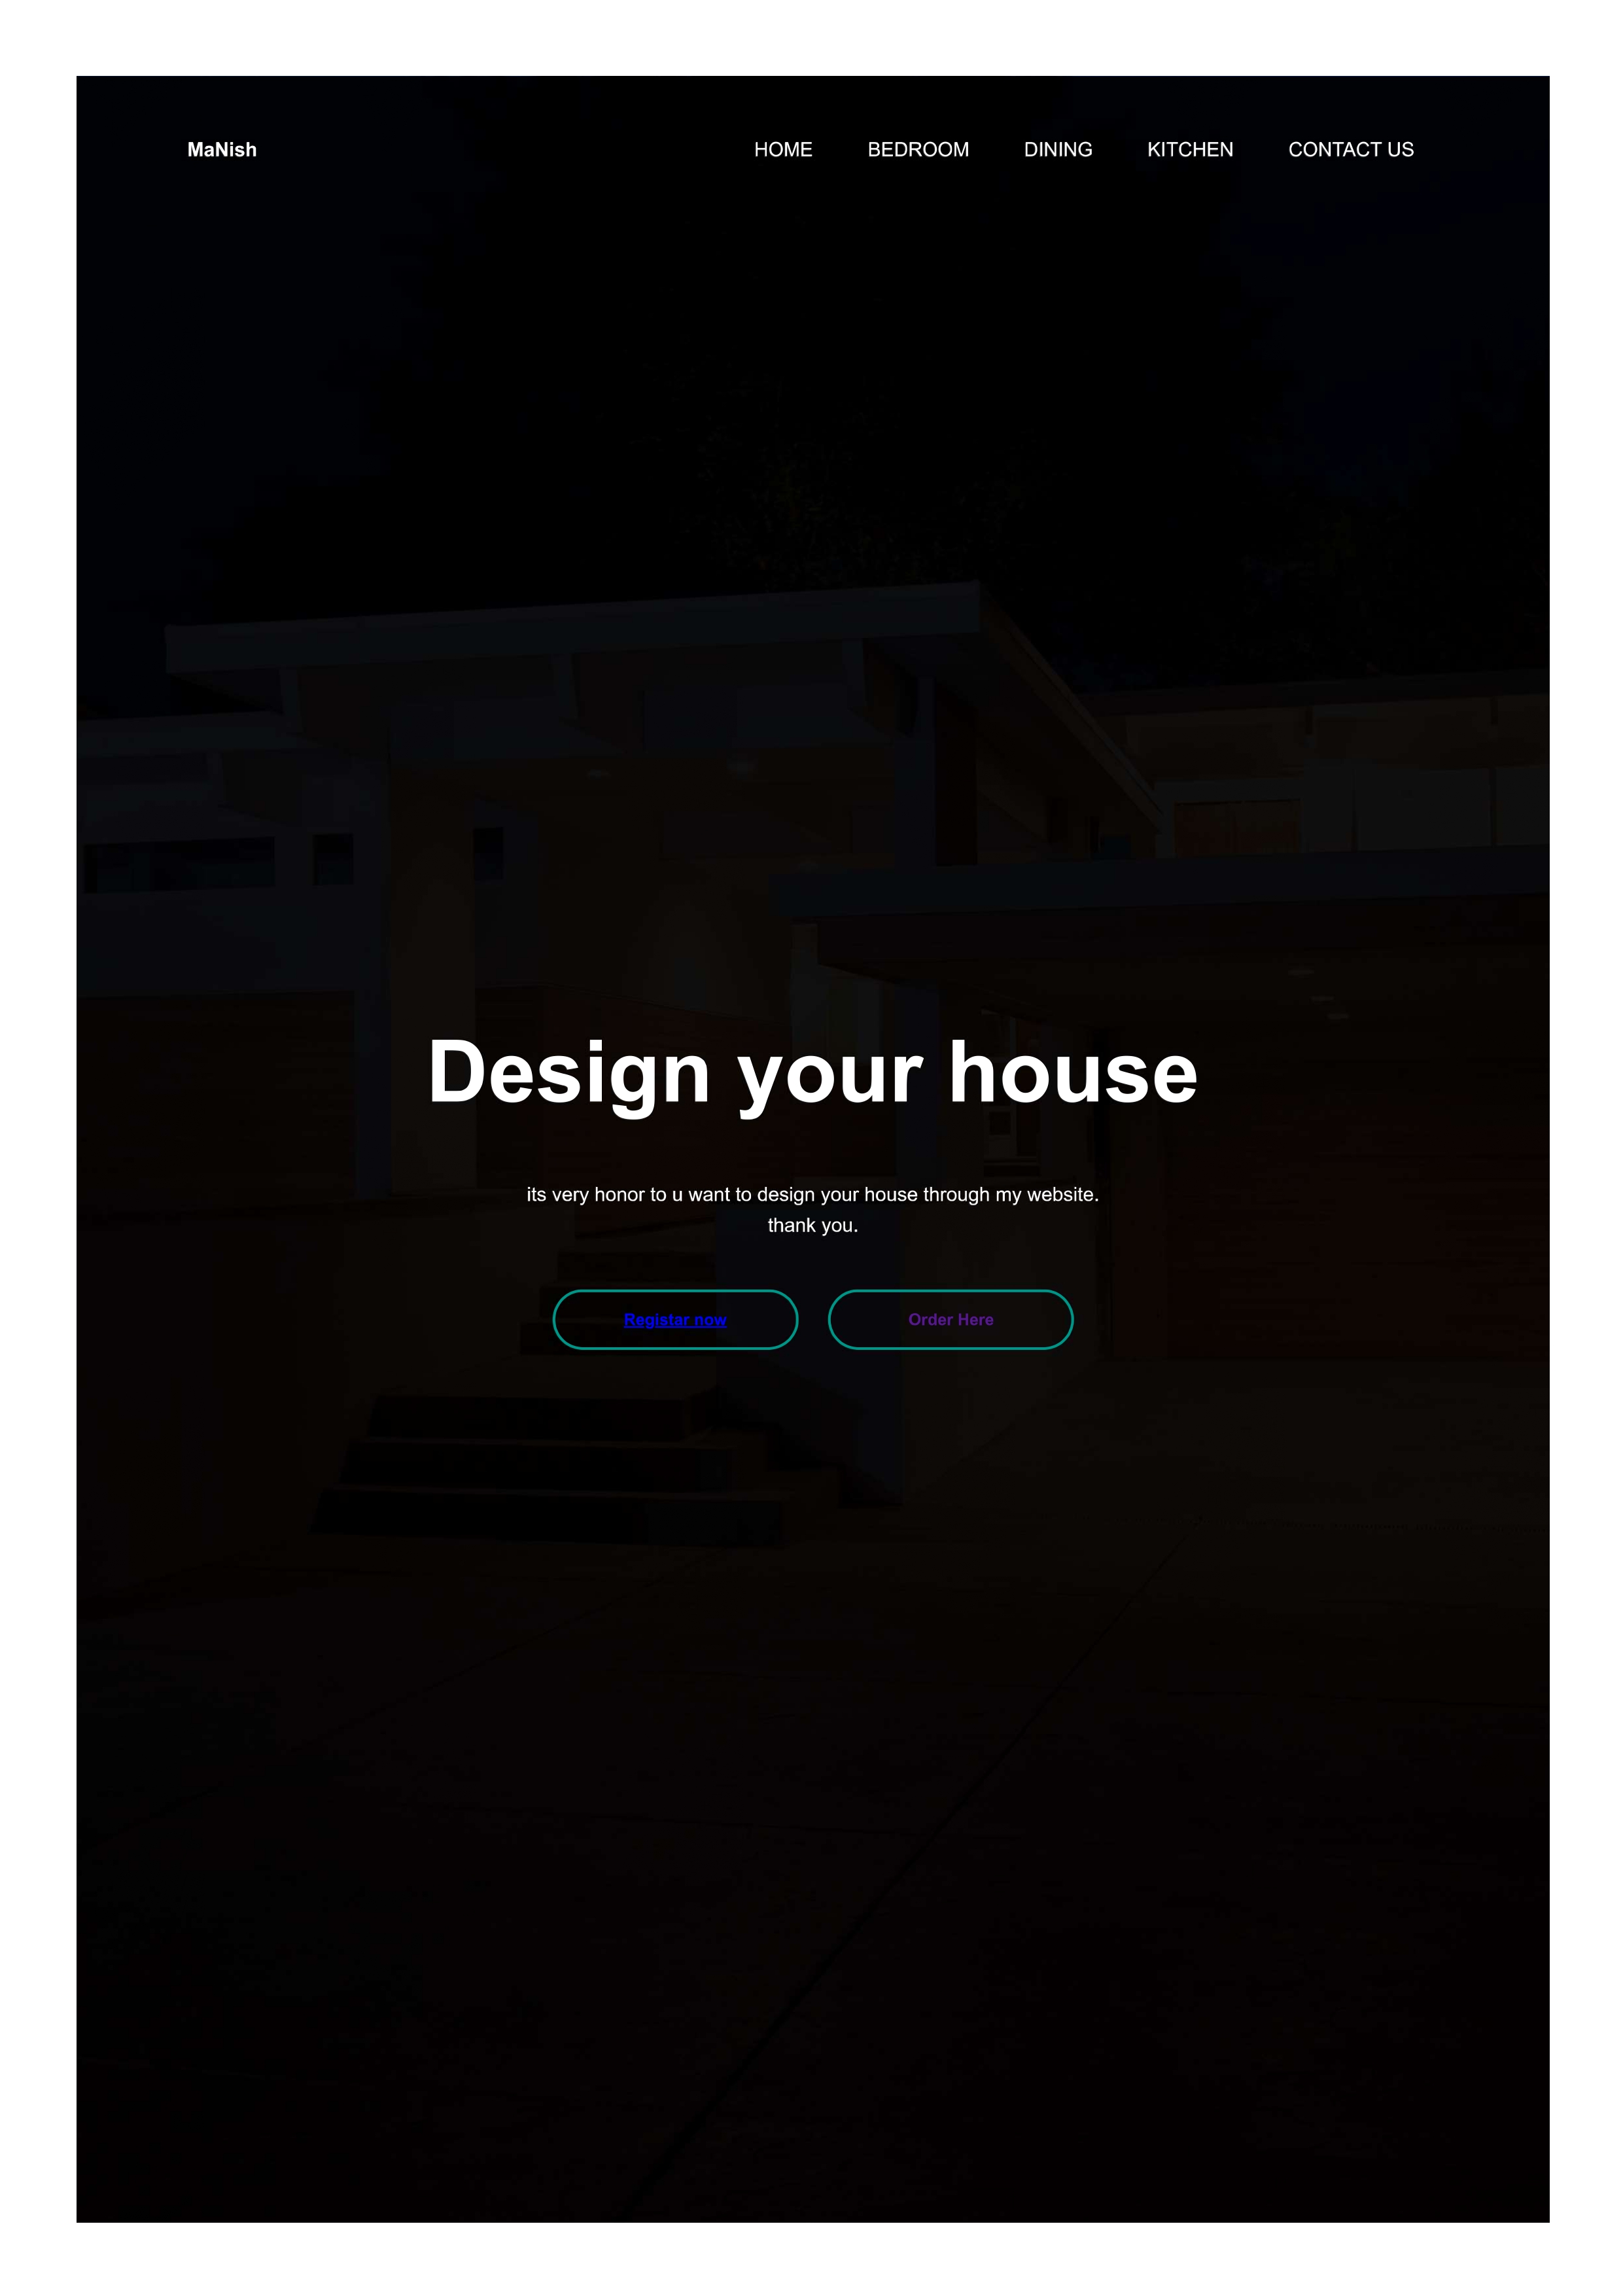 MaNish
HOME BEDROOM DINING KITCHEN CONTACT US
Design your house
its very honor to u want to design your house through my website.
thank you.
Registar now
Order Here